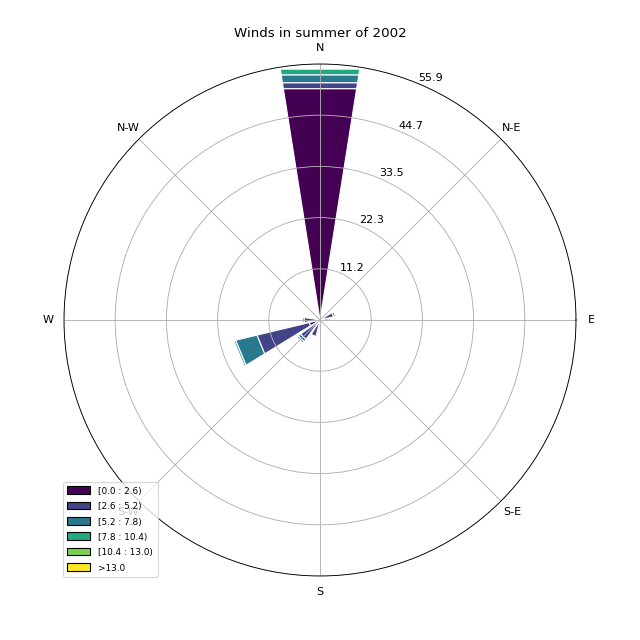 Winds in summer of 2002
N
55.9
N-W
44.7
N-E
33.5
22.3
11.2
W
E
[0.0 : 2.6)
[2.6 : 5.2)
S-W
[5.2 : 7.8)
S-E
[7.8 : 10.4)
[10.4 : 13.0)
>13.0
S